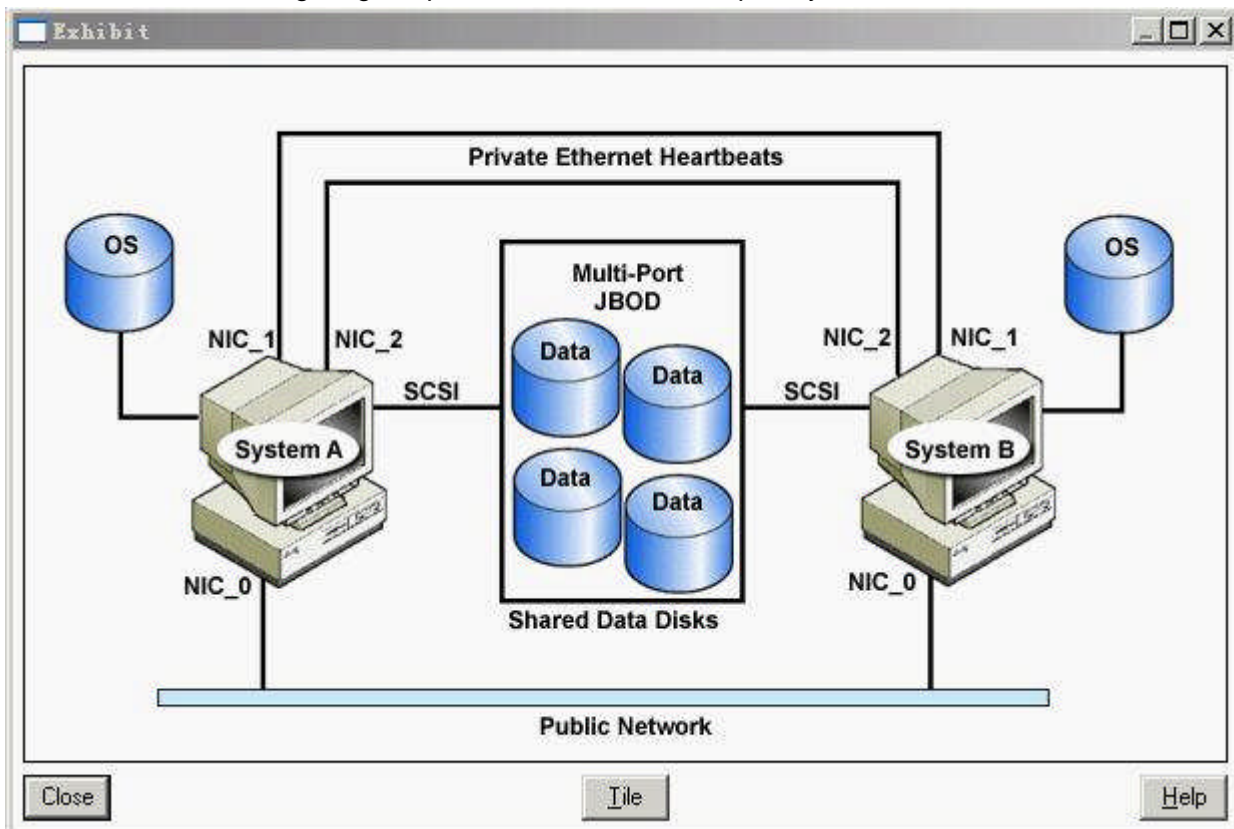 Exhibit
Private Ethernet Heartbeats
OS
OS
Multi-Port
JBOD
NIC_1
NIC_2
NIC_2
NIC_1
Data
Data
SCSI
SCSI
System A
System B
Data
Data
NIC_0
NIC_0
Shared Data Disks
Public Network
Close
Tile
Help